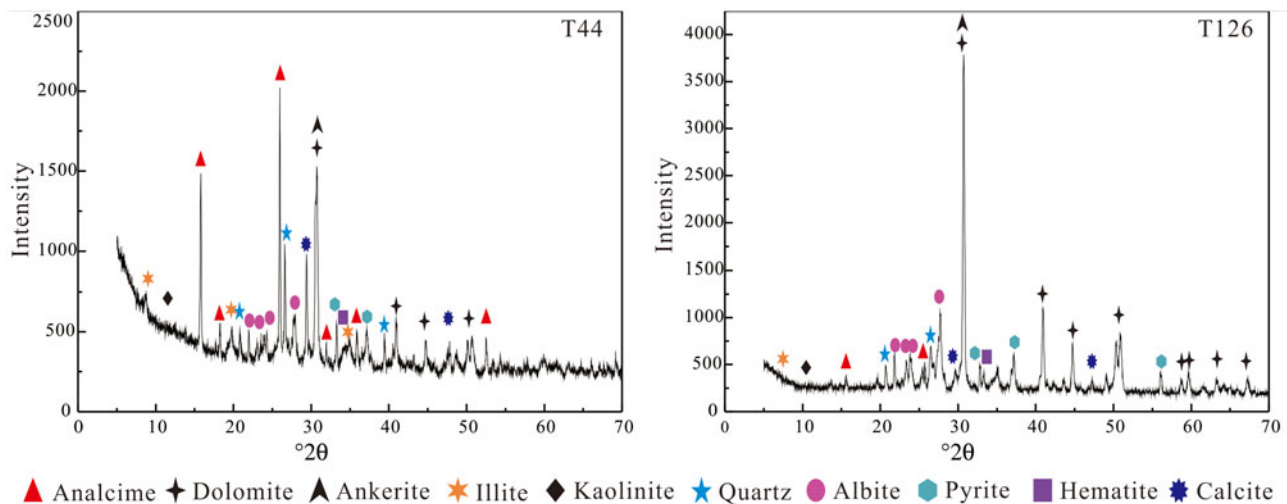 T44
2500
2000
1500
1000
500
0
Intensity
0 10 20 30 40 50 60 70
°2θ
T126
4000
3500
3000
2500
2000
1500
1000
500
0
Intensity
0 10 20 30 40 50 60 70
°2θ
Analcime Dolomite Ankerite Illite Kaolinite Quartz Albite Pyrite Hematite Calcite